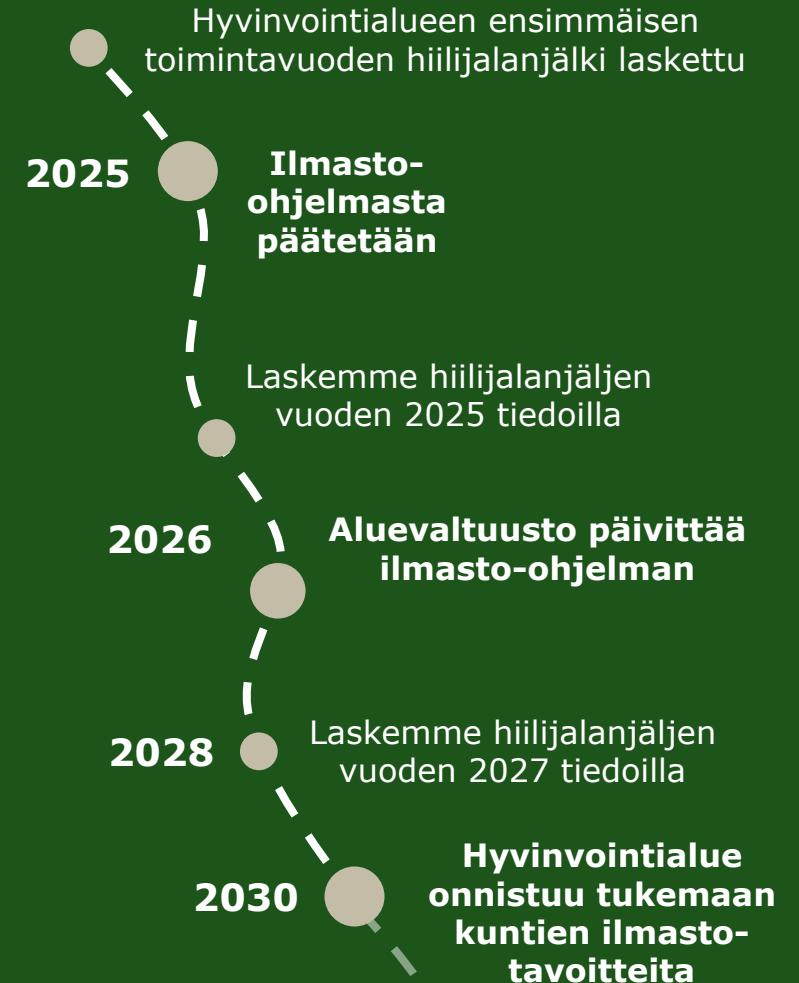 Hyvinvointialueen ensimmäisen
toimintavuoden hiilijalanjälki laskettu
2025
Ilmasto-
ohjelmasta
päätetään
Laskemme hiilijalanjäljen
vuoden 2025 tiedoilla
2026
Aluevaltuusto päivittää
ilmasto-ohjelman
2028
Laskemme hiilijalanjäljen
vuoden 2027 tiedoilla
2030
Hyvinvointialue
onnistuu tukemaan
kuntien ilmasto-
tavoitteita